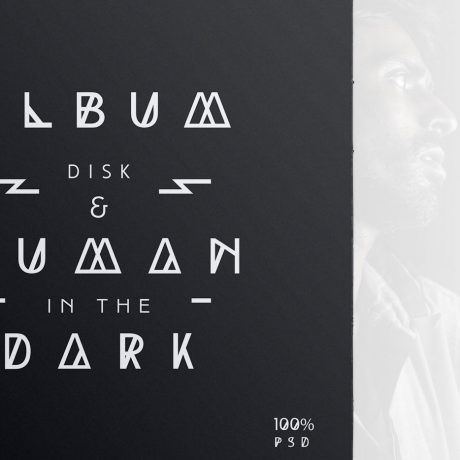 LBUM
DISK
&
UMAN
IN THE
DARK
100%
PSD